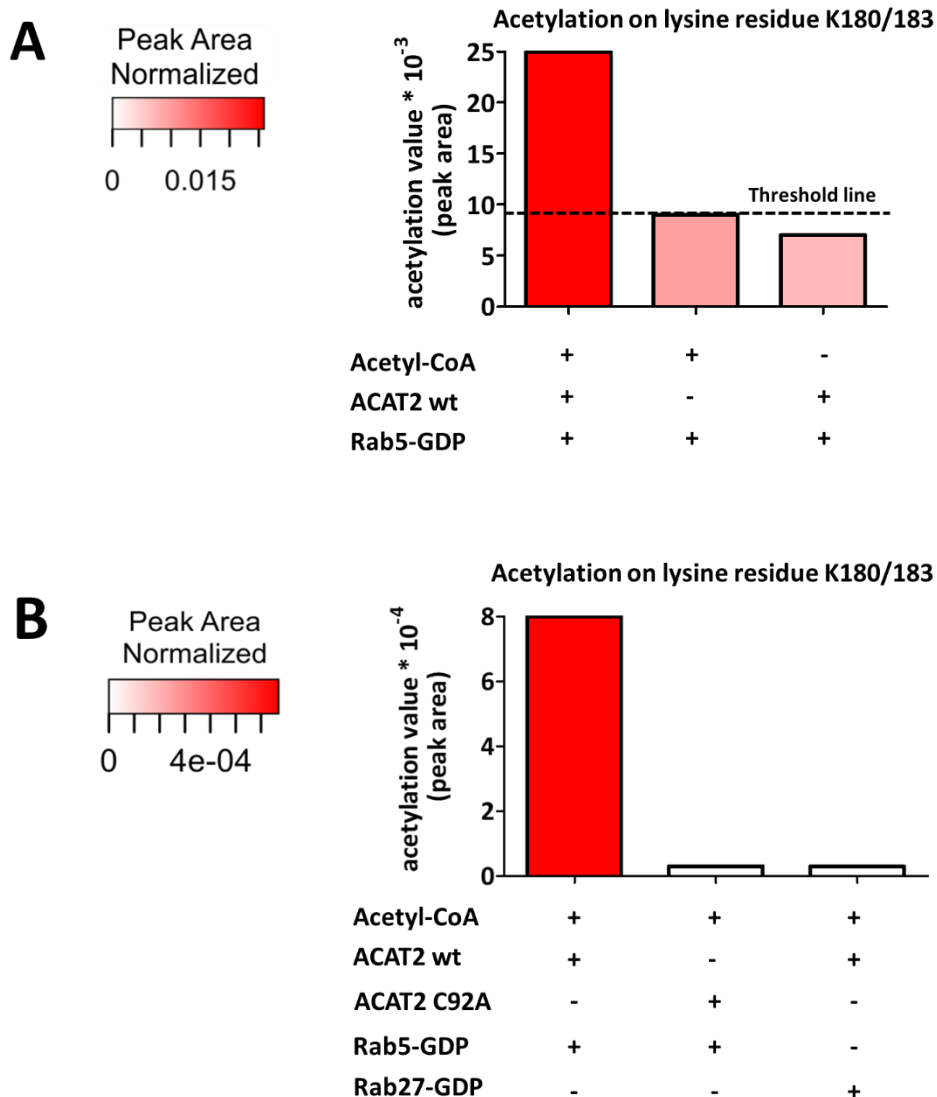 A
Peak Area
Normalized
0 0.015
Acetylation on lysine residue K180/183
acetylation value * 10-3
(peak area)
25
20
15
10
5
0
Threshold line
Acetyl-CoA + + -
ACAT2 wt + - +
Rab5-GDP + + +
B
Peak Area
Normalized
0 4e-04
Acetylation on lysine residue K180/183
acetylation value * 10-4
(peak area)
8
6
4
2
0
Acetyl-CoA + + +
ACAT2 wt + - +
ACAT2 C92A - + -
Rab5-GDP + + -
Rab27-GDP - - +